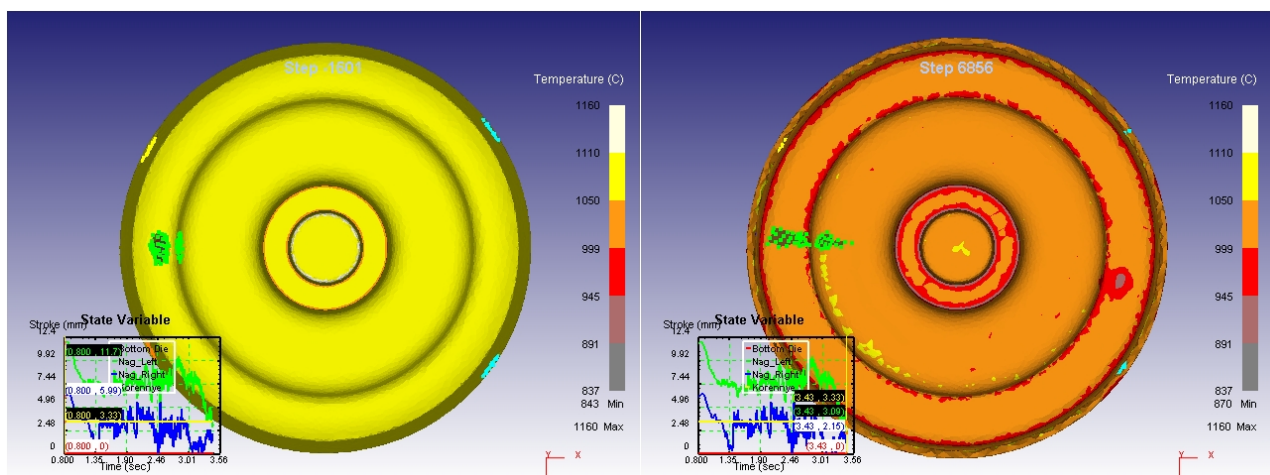 Step -1601
Temperature (C)
1160
1110
1050
999
945
891
837
843 Min
1160 Max
State Variable
Stroke (mm)
12.4
9.92
7.44
4.96
2.48
0
(0.800 , 11.7)
Bottom Die
Nag_Left
Nag_Right
Korennye
(0.800 , 5.99)
(0.800 , 3.33)
(0.800 , 0)
0.800 1.35 1.90 2.46 3.01 3.56
Time (sec)
Y X
Step 6856
Temperature (C)
1160
1110
1050
999
945
891
837
870 Min
1160 Max
State Variable
Stroke (mm)
12.4
9.92
7.44
4.96
2.48
0
Bottom Die
Nag_Left
Nag_Right
Korennye
(3.43 , 3.33)
(3.43 , 3.09)
(3.43 , 2.15)
(3.43 , 0)
0.800 1.35 1.90 2.46 3.01 3.56
Time (sec)
Y X